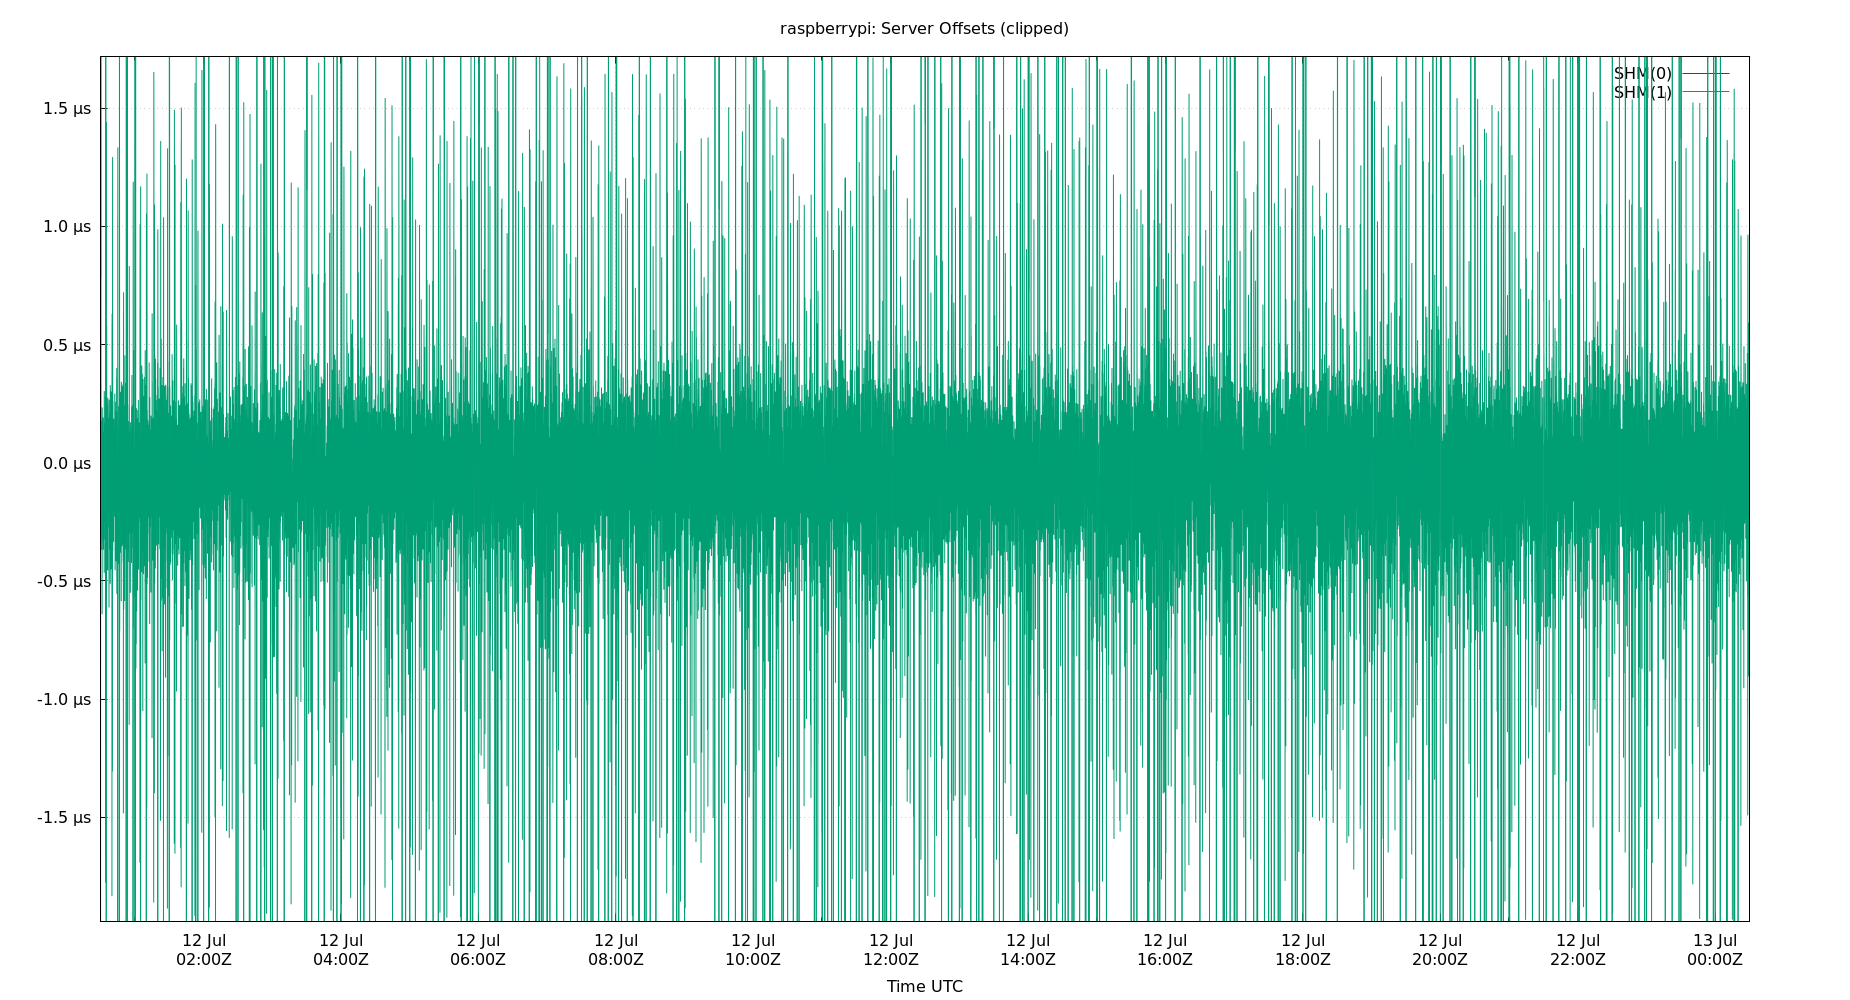 raspberrypi: Server Offsets (clipped)
SHM(0)
SHM(1)
1.5 µs
1.0 µs
0.5 µs
0.0 µs
-0.5 µs
-1.0 µs
-1.5 µs
12 Jul 12 Jul 12 Jul 12 Jul 12 Jul 12 Jul 12 Jul 12 Jul 12 Jul 12 Jul 12 Jul 13 Jul
02:00Z 04:00Z 06:00Z 08:00Z 10:00Z 12:00Z 14:00Z 16:00Z 18:00Z 20:00Z 22:00Z 00:00Z
Time UTC